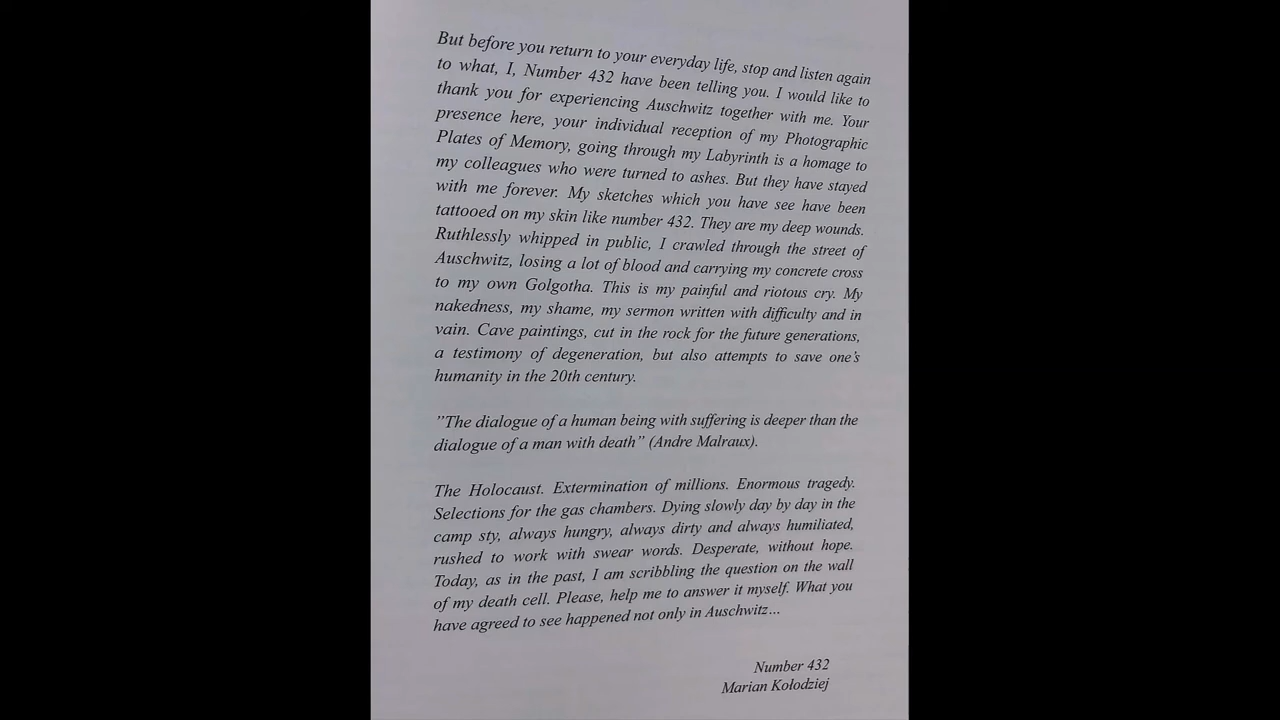 But before you return to your everyday life, stop and listen again
to what, I, Number 432 have been telling you. I would like to
thank you for experiencing Auschwitz together with me. Your
presence here, your individual reception of my Photographic
Plates of Memory, going through my Labyrinth is a homage to
my colleagues who were turned to ashes. But they have stayed
with me forever. My sketches which you have see have been
tattooed on my skin like number 432. They are my deep wounds.
Ruthlessly whipped in public, I crawled through the street of
Auschwitz, losing a lot of blood and carrying my concrete cross
to my own Golgotha. This is my painful and riotous cry. My
nakedness, my shame, my sermon written with difficulty and in
vain. Cave paintings, cut in the rock for the future generations,
a testimony of degeneration, but also attempts to save one's
humanity in the 20th century.
”The dialogue of a human being with suffering is deeper than the
dialogue of a man with death” (Andre Malraux).
The Holocaust. Extermination of millions. Enormous tragedy.
Selections for the gas chambers. Dying slowly day by day in the
camp sty, always hungry, always dirty and always humiliated,
rushed to work with swear words. Desperate, without hope.
Today, as in the past, I am scribbling the question on the wall
of my death cell. Please, help me to answer it myself. What you
have agreed to see happened not only in Auschwitz...
Number 432
Marian Kołodziej